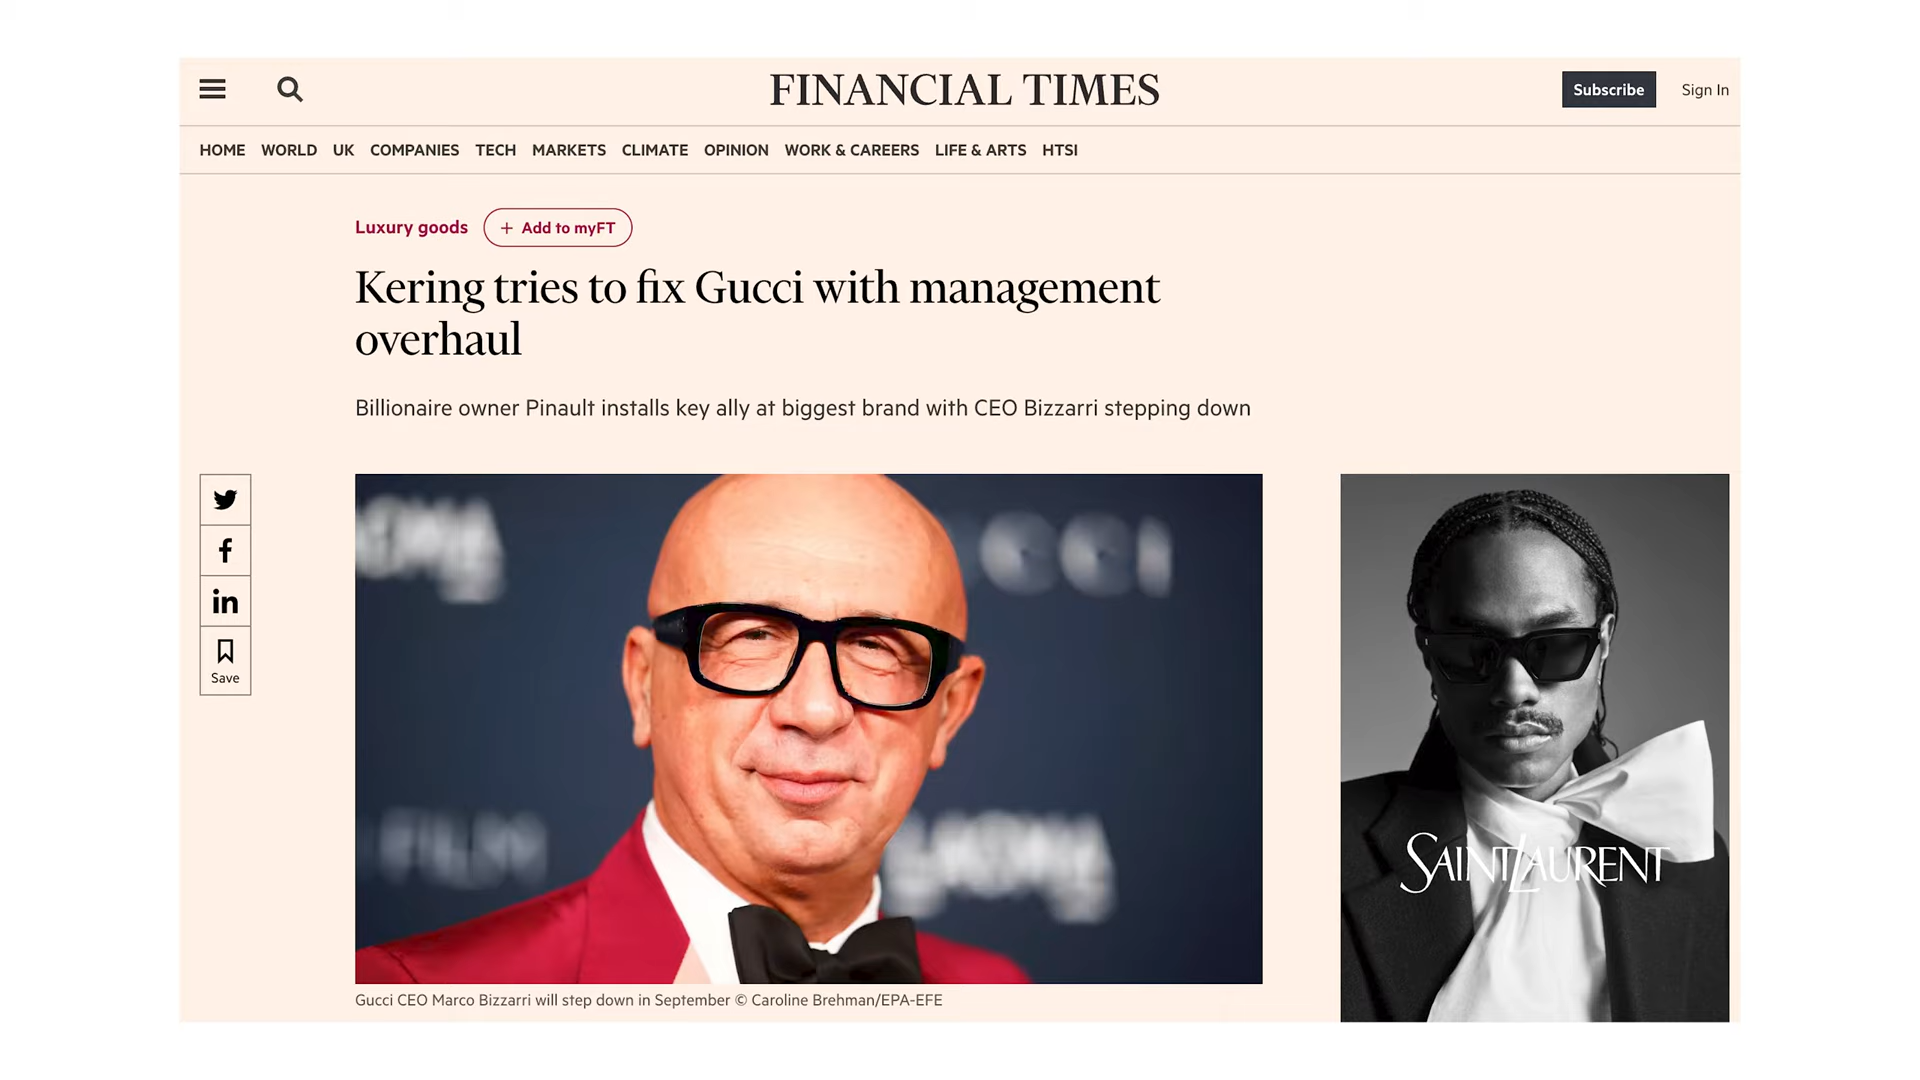 FINANCIAL TIMES
Subscribe
Sign In
HOME WORLD UK COMPANIES TECH MARKETS CLIMATE OPINION WORK & CAREERS LIFE & ARTS HTSI
Luxury goods
+ Add to myFT
Kering tries to fix Gucci with management
overhaul
Billionaire owner Pinault installs key ally at biggest brand with CEO Bizzarri stepping down
Save
CCI
FILM
SAINT LAURENT
Gucci CEO Marco Bizzarri will step down in September © Caroline Brehman/EPA-EFE